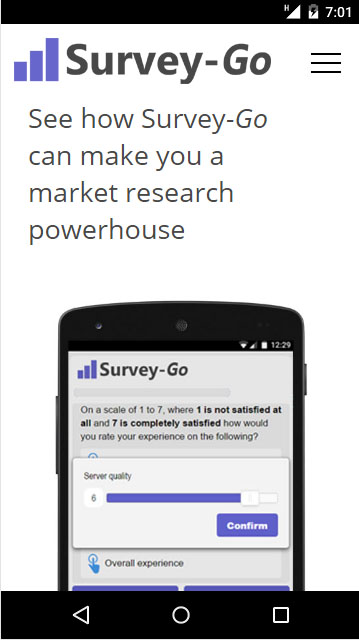 H 7:01
Survey-Go
See how Survey-Go
can make you a
market research
powerhouse
12:29
Survey-Go
On a scale of 1 to 7, where 1 is not satisfied at
all and 7 is completely satisfied how would
you rate your experience on the following?
Server quality
6
Confirm
Overall experience